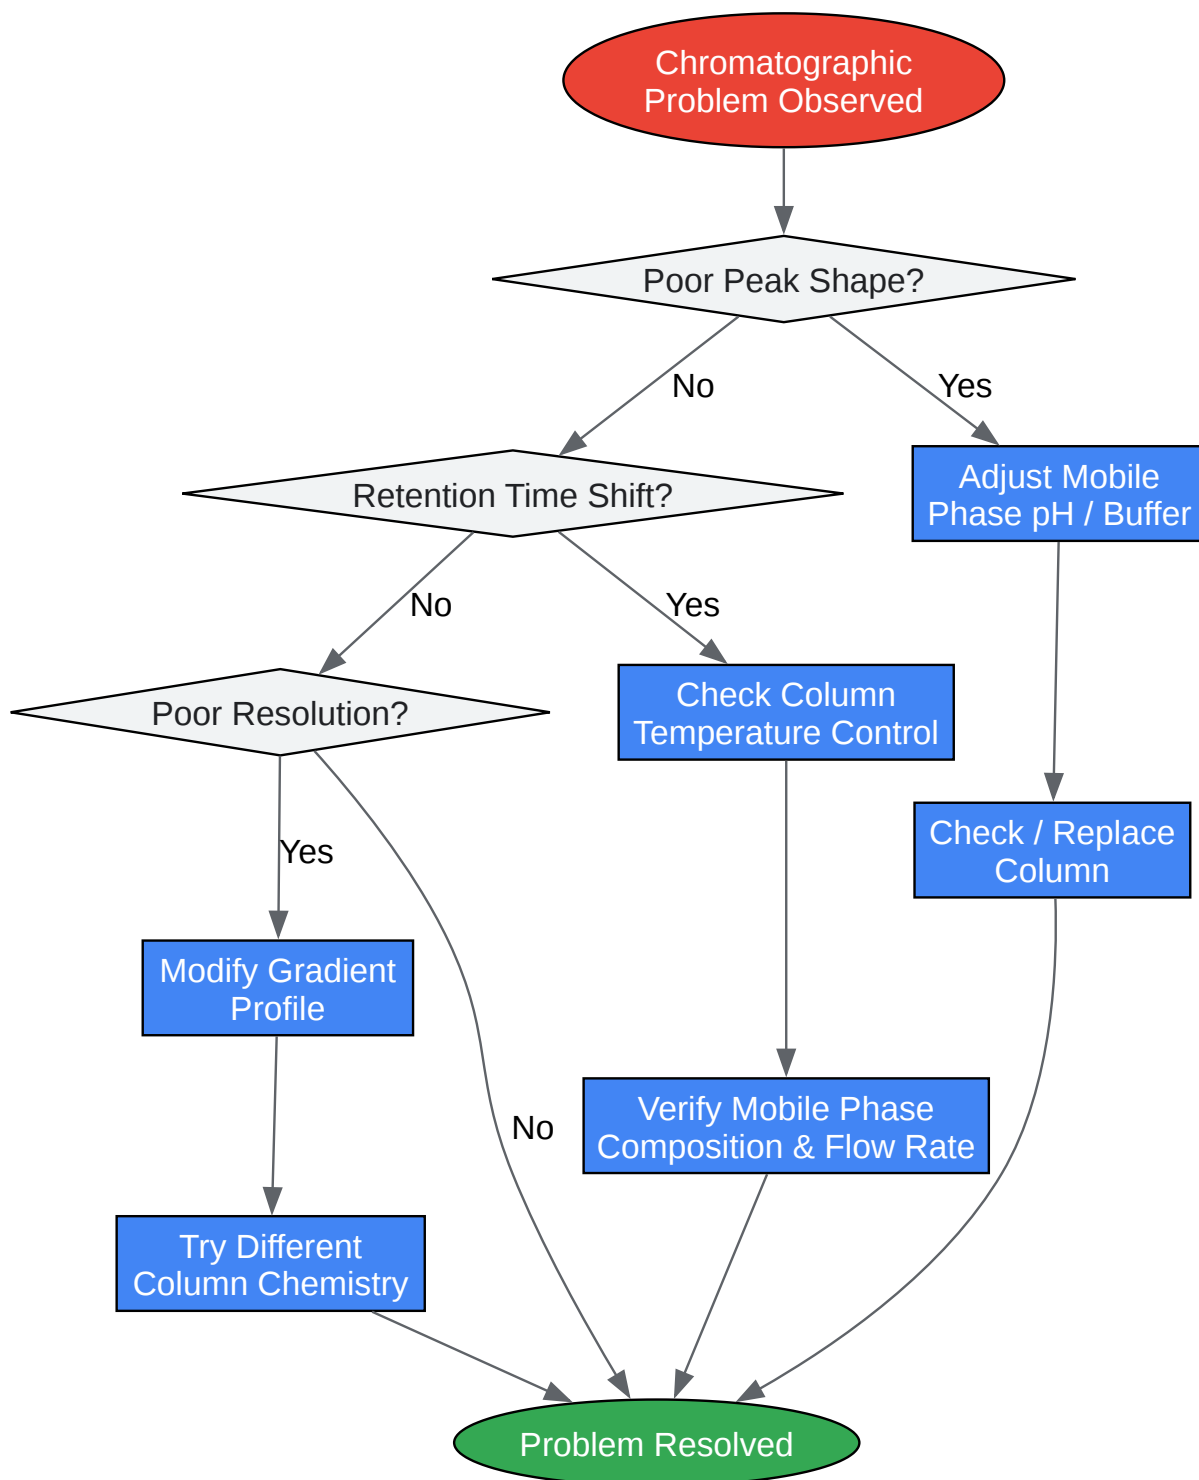 Chromatographic
Problem Observed
Poor Peak Shape?
No
Yes
Retention Time Shift?
Adjust Mobile
Phase pH / Buffer
No
Yes
Poor Resolution?
Check Column
Temperature Control
Check / Replace
Column
Yes
Modify Gradient
Profile
No
Verify Mobile Phase
Composition & Flow Rate
Try Different
Column Chemistry
Problem Resolved